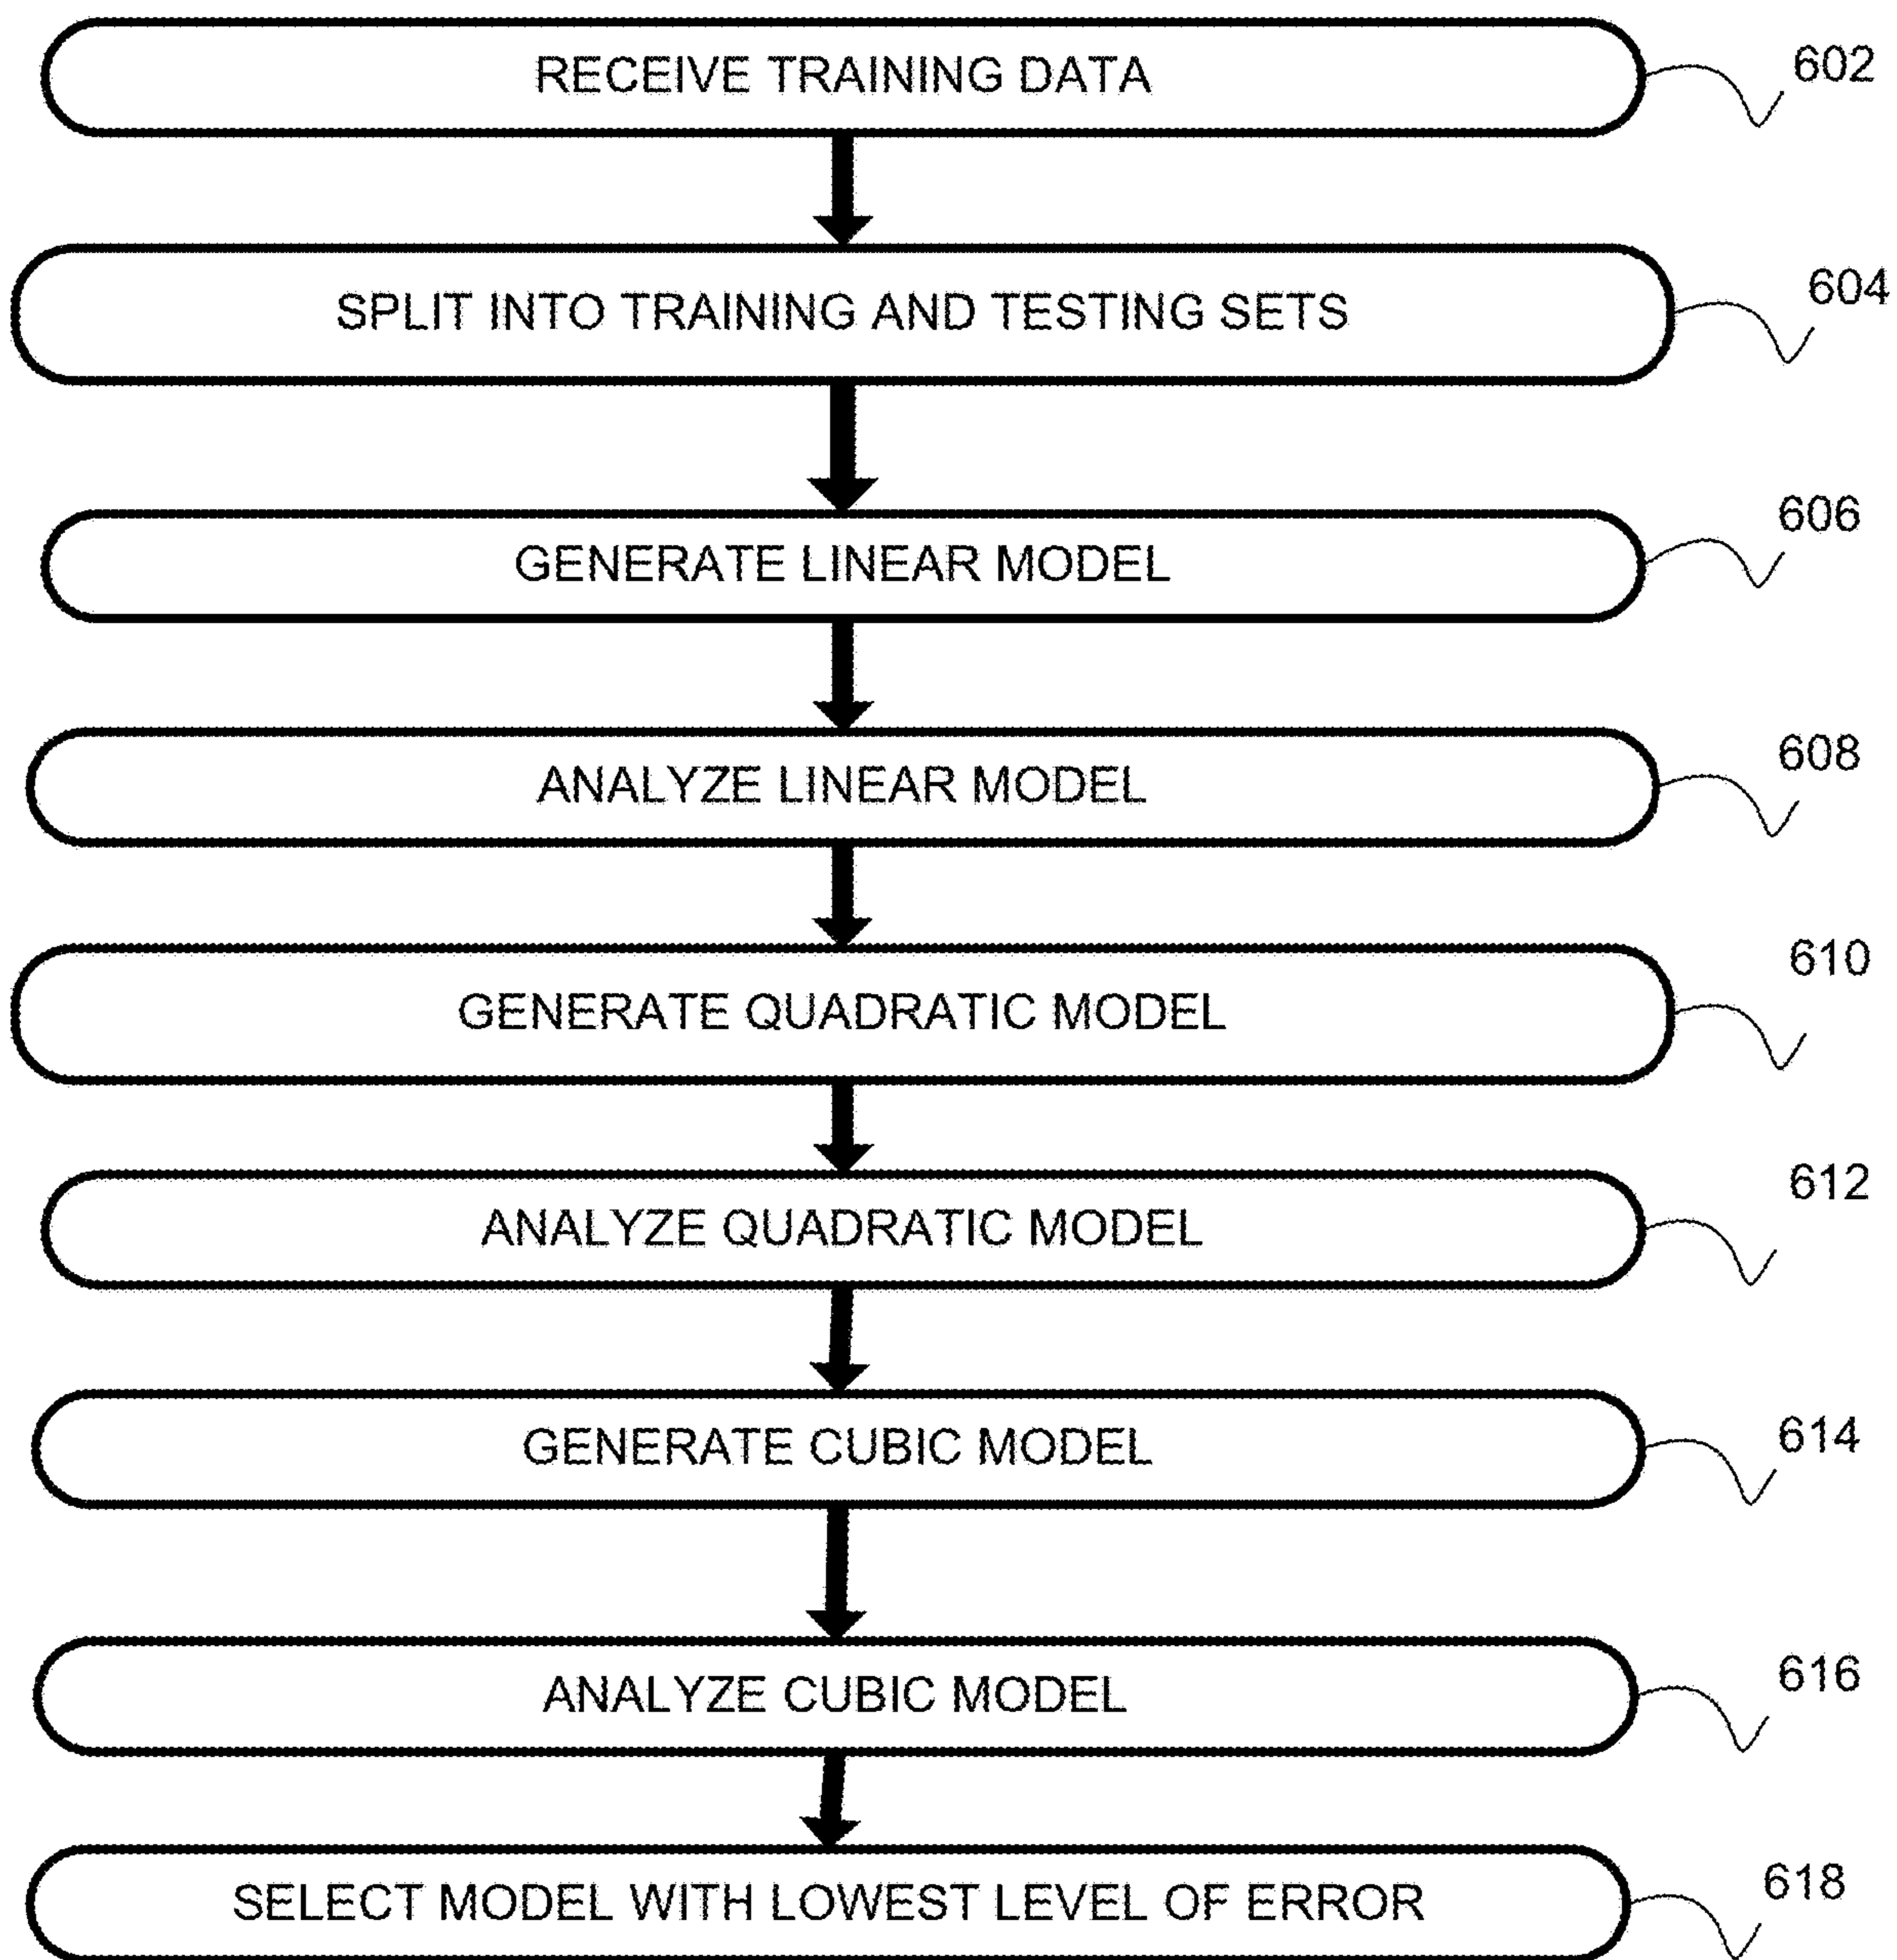 RECEIVE TRAINING DATA
602
SPLIT INTO TRAINING AND TESTING SETS
604
GENERATE LINEAR MODEL
606
ANALYZE LINEAR MODEL
608
GENERATE QUADRATIC MODEL
610
ANALYZE QUADRATIC MODEL
612
GENERATE CUBIC MODEL
614
ANALYZE CUBIC MODEL
616
SELECT MODEL WITH LOWEST LEVEL OF ERROR
618